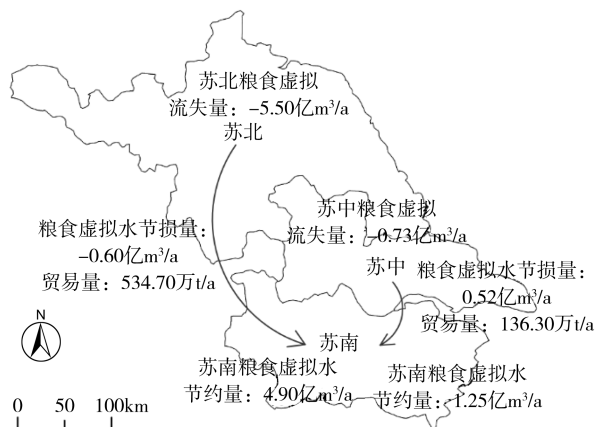 苏北粮食虚拟
流失量：-5.50亿m³/a
苏北
苏中粮食虚拟
流失量：-0.73亿m³/a
粮食虚拟水节损量：
-0.60亿m³/a
贸易量：534.70万t/a
苏中
粮食虚拟水节损量：
0.52亿m³/a
贸易量：136.30万t/a
N
苏南
苏南粮食虚拟水
节约量：4.90亿m³/a
苏南粮食虚拟水
节约量：1.25亿m³/a
0 50 100km